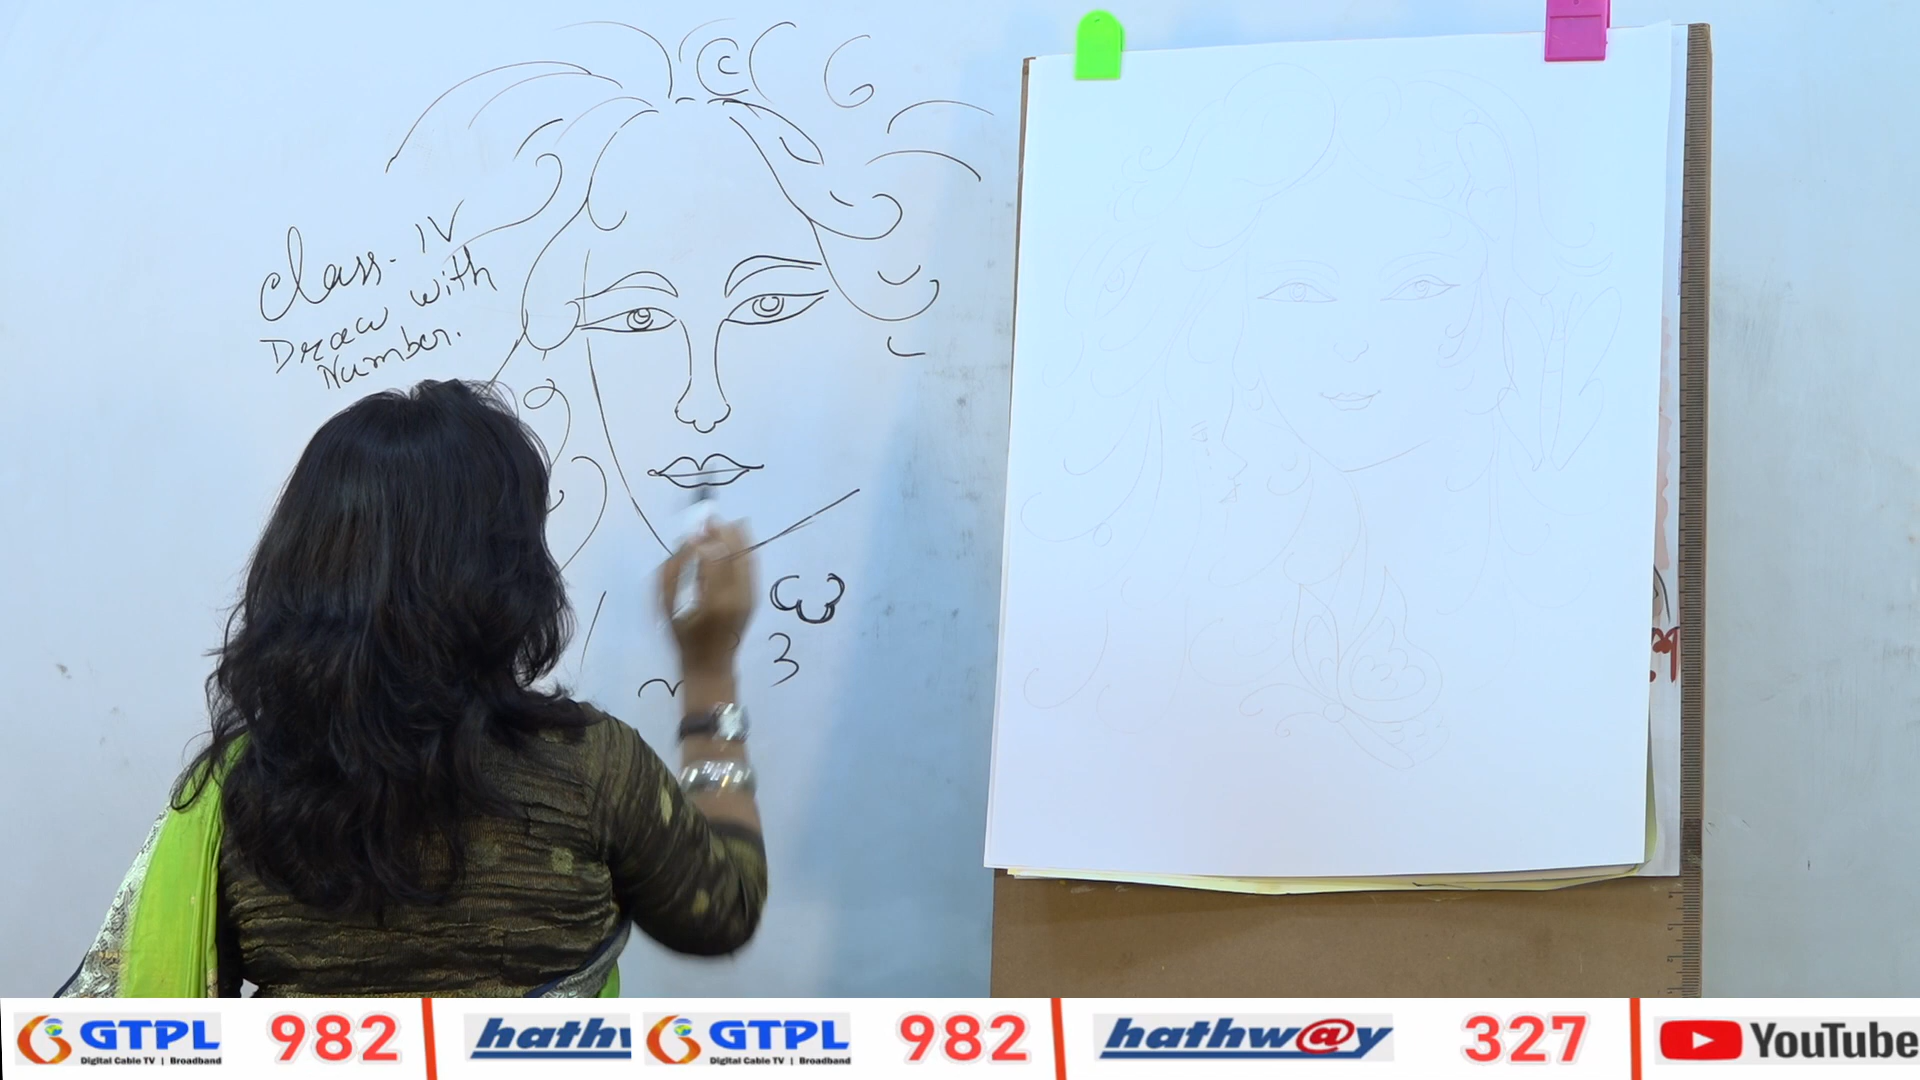 class-IV
Draw with
Number.
3
GTPL
Digital Cable TV | Broadband
982
hathw
GTPL
Digital Cable TV | Broadband
982
hathw@y
327
YouTube